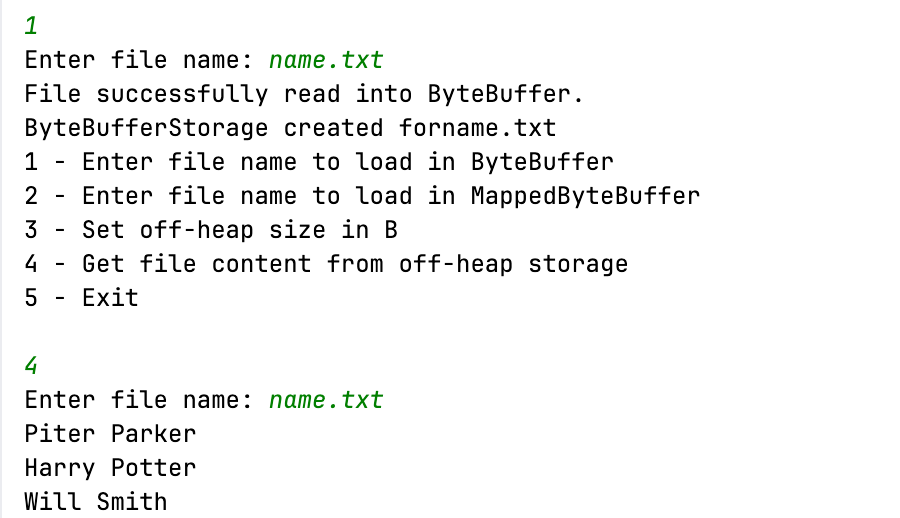 1
Enter file name: name.txt
File successfully read into ByteBuffer.
ByteBufferStorage created forname.txt
1 - Enter file name to load in ByteBuffer
2 - Enter file name to load in MappedByteBuffer
3 - Set off-heap size in B
4 - Get file content from off-heap storage
5 - Exit
4
Enter file name: name.txt
Piter Parker
Harry Potter
Will Smith